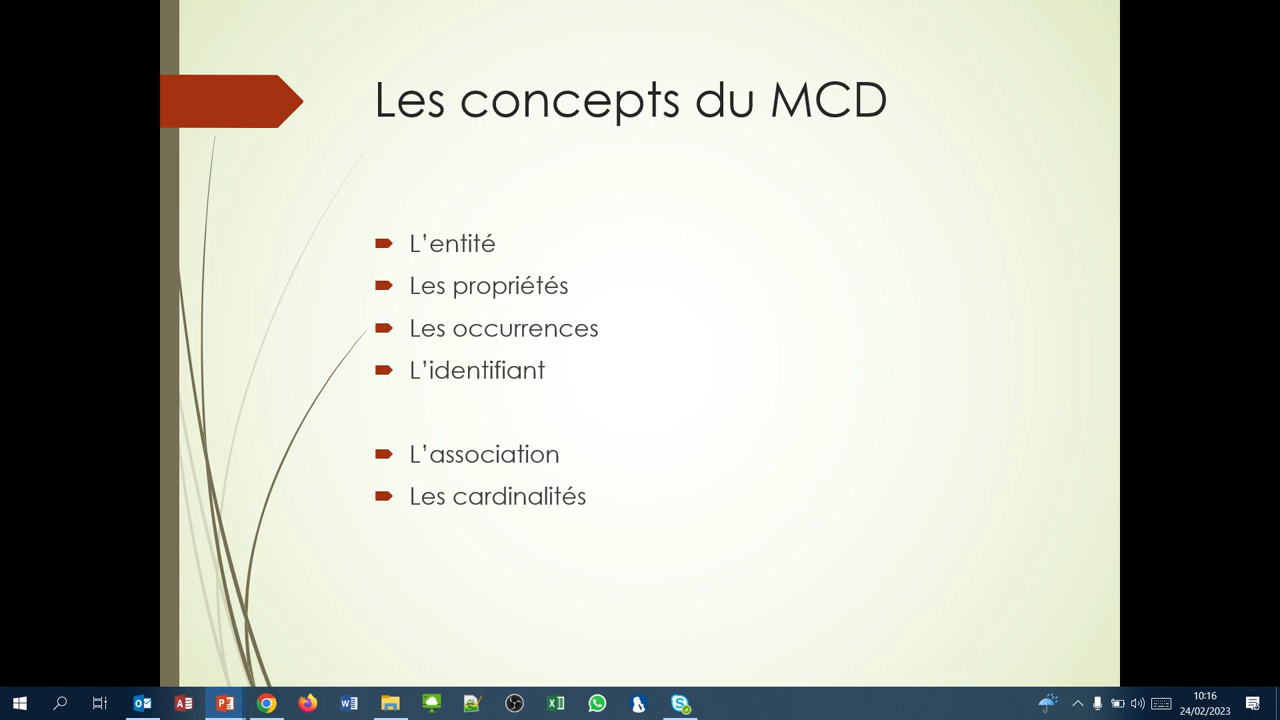 Les concepts du MCD
L’entité
Les propriétés
Les occurrences
L’identifiant
L’association
Les cardinalités
10:16
24/02/2023